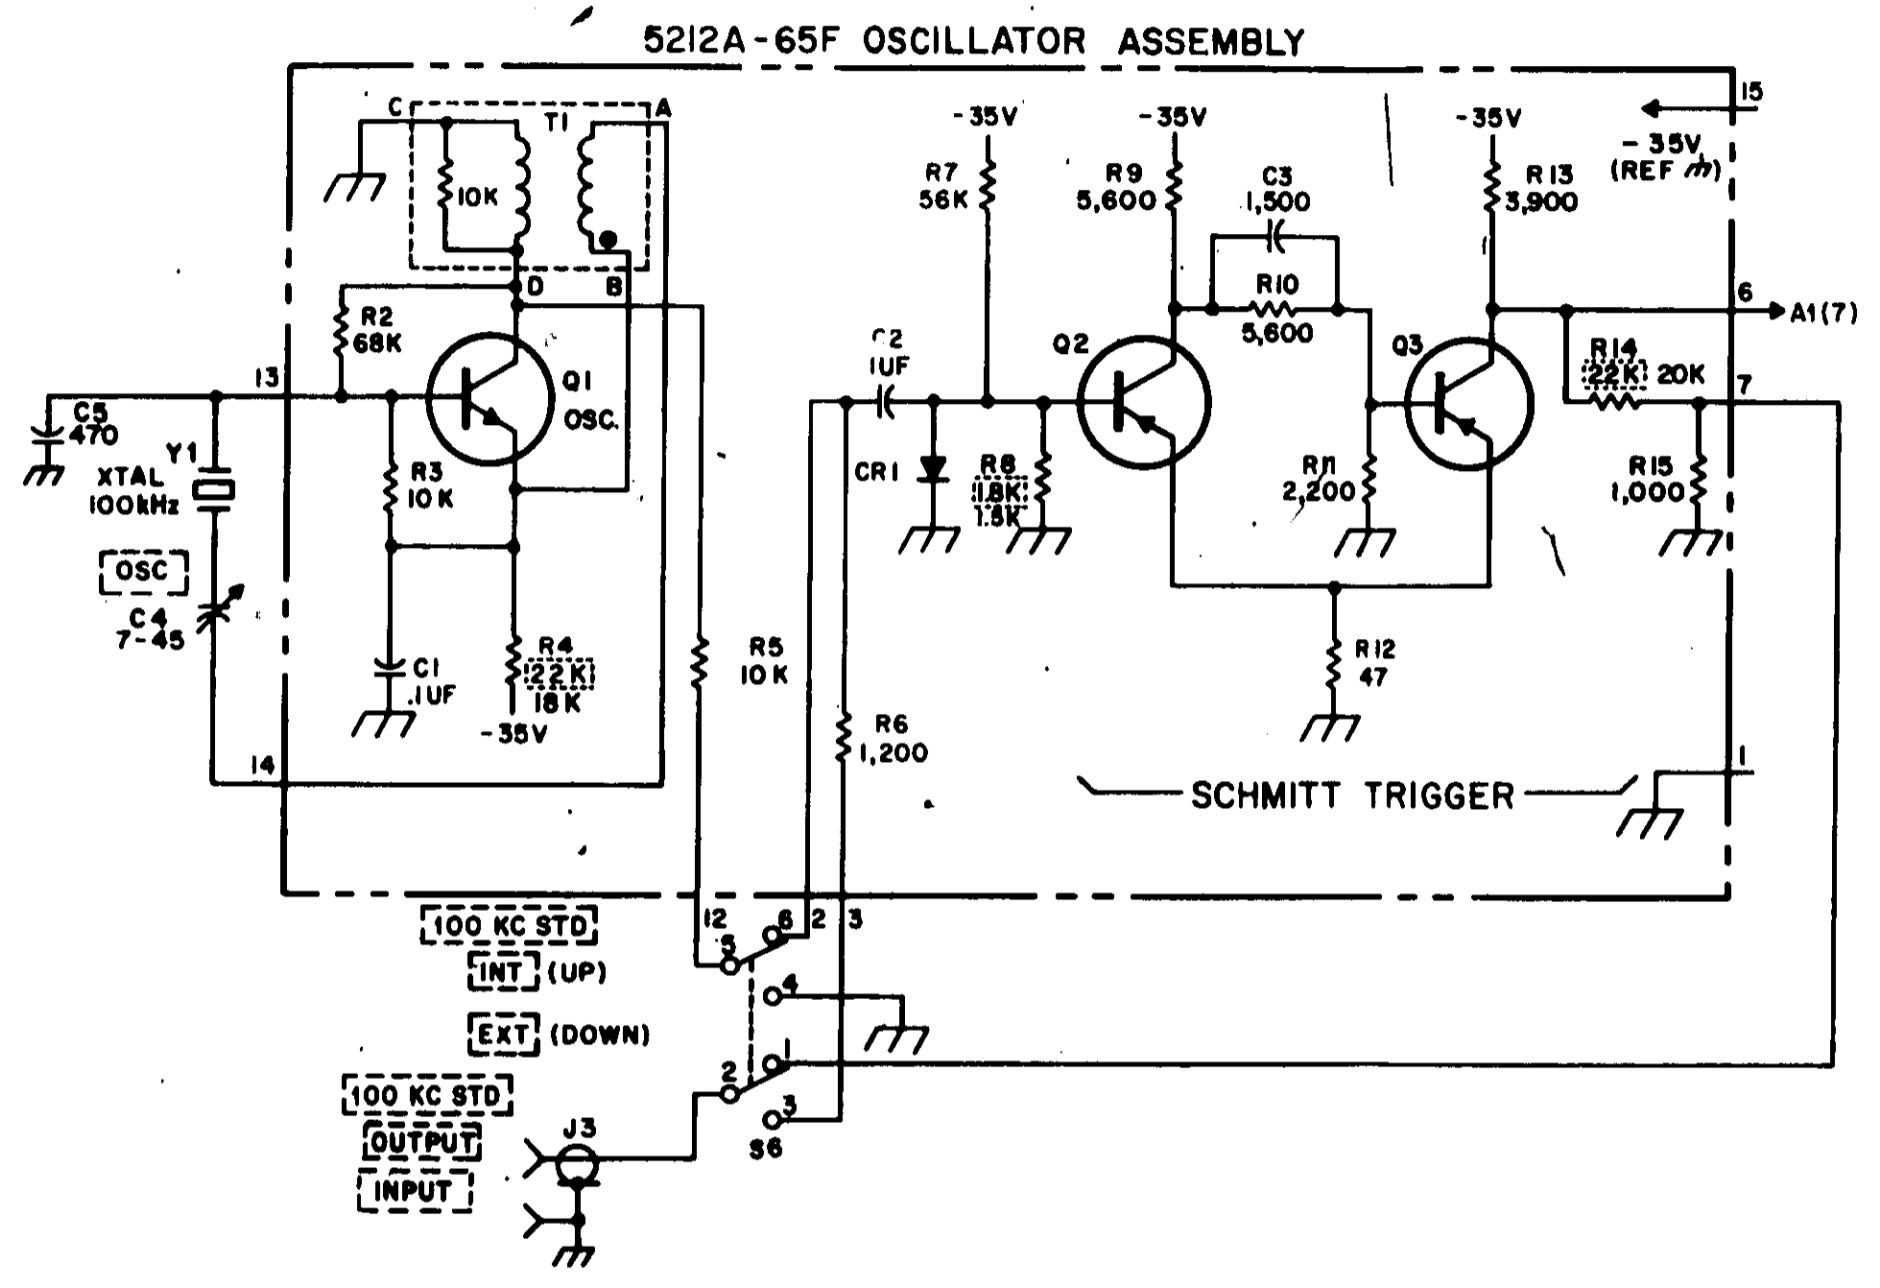 5212A-65F OSCILLATOR ASSEMBLY
C
T1
A
10K
D
B
R2
68K
13
C5
470
Y1
XTAL
100kHz
OSC
C4
7-45
14
R3
10K
Q1
OSC.
C1
.1UF
R4
22K
18K
-35V
R5
10K
R6
1,200
C2
1UF
CR1
-35V
R7
56K
R8
1.8K
1.5K
Q2
-35V
R9
5,600
C3
1,500
R10
5,600
R11
2,200
R12
47
Q3
-35V
R13
3,900
15
-35V
(REF )
6
A1(7)
R14
22K 20K
7
R15
1,000
1
SCHMITT TRIGGER
100 KC STD
INT (UP)
EXT (DOWN)
100 KC STD
OUTPUT
INPUT
12
5
6
2
3
4
2
1
3
S6
J3